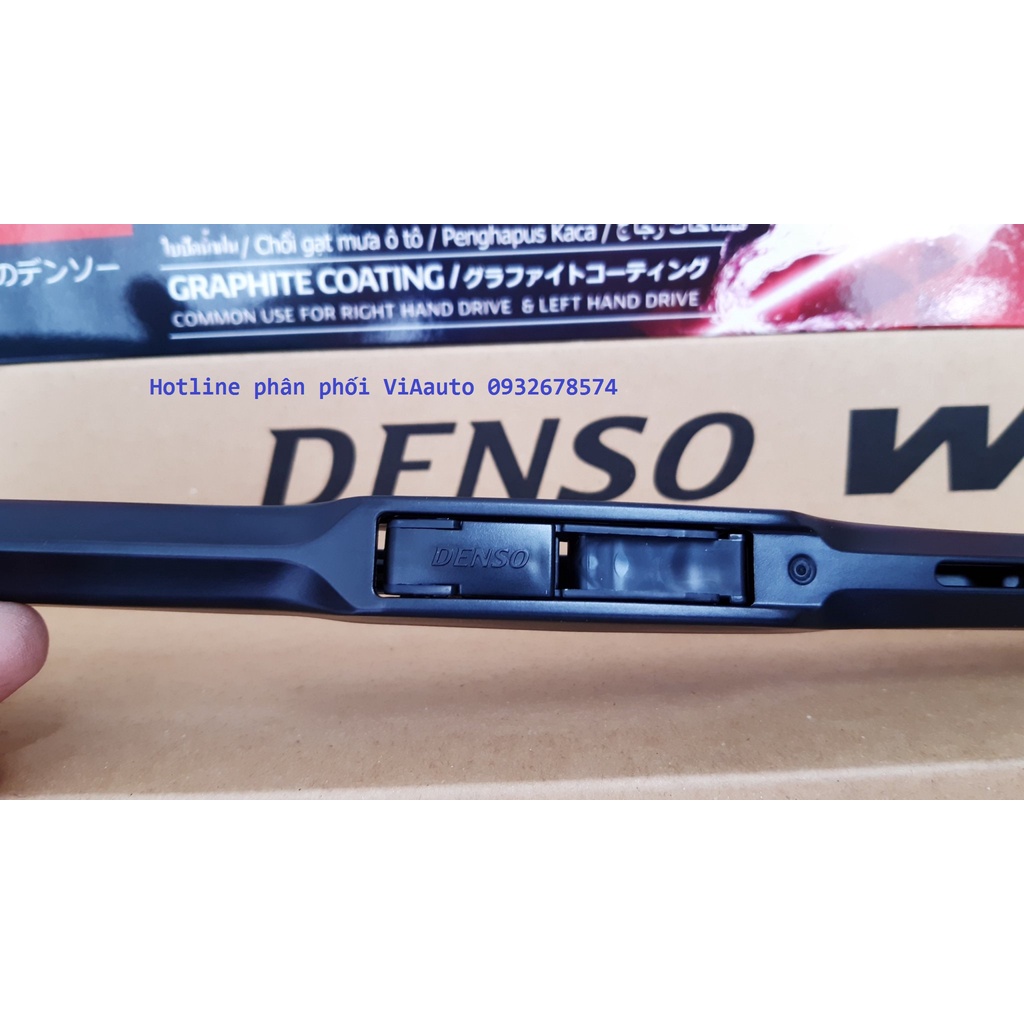 ใบปัดน้ำฝน / Chổi gạt mưa ô tô / Penghapus Kaca /
のデンソー
GRAPHITE COATING / グラファイトコーティング
COMMON USE FOR RIGHT HAND DRIVE & LEFT HAND DRIVE
Hotline phân phối ViAauto 0932678574
DENSO W
DENSO